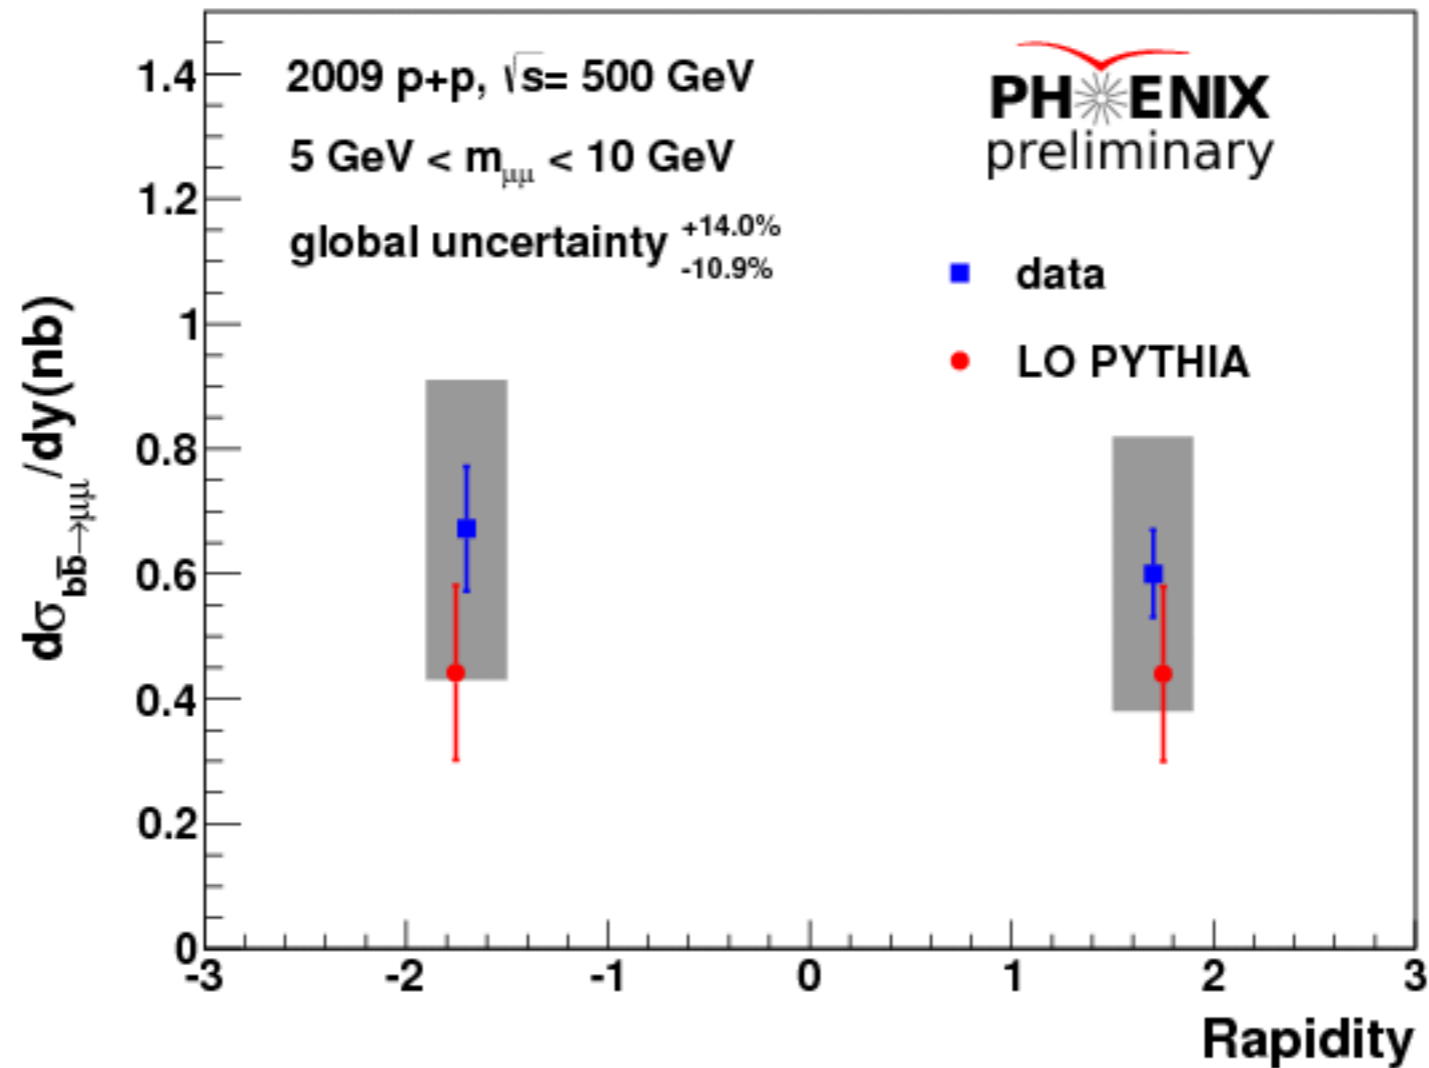 2009 p+p, √s= 500 GeV
5 GeV < mμμ < 10 GeV
global uncertainty +14.0% -10.9%
PHENIX
preliminary
data
LO PYTHIA
dσbb̅→μμ/dy(nb)
1.4
1.2
1
0.8
0.6
0.4
0.2
0
-3 -2 -1 0 1 2 3
Rapidity